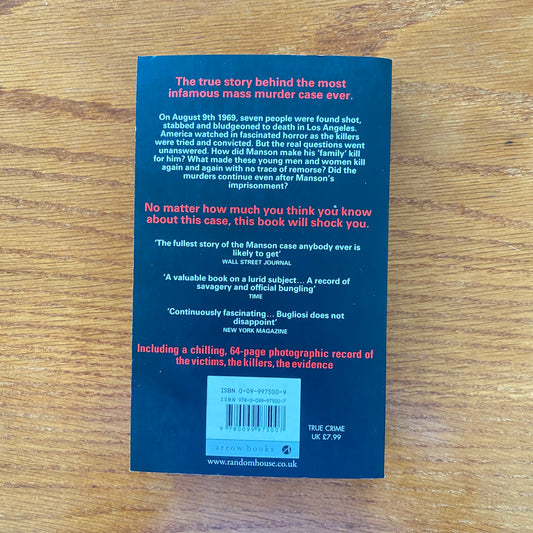 The true story behind the most
infamous mass murder case ever.
On August 9th 1969, seven people were found shot,
stabbed and bludgeoned to death in Los Angeles.
America watched in fascinated horror as the killers
were tried and convicted. But the real questions went
unanswered. How did Manson make his 'family' kill
for him? What made these young men and women kill
again and again with no trace of remorse? Did the
murders continue even after Manson's
imprisonment?
No matter how much you think you know
about this case, this book will shock you.
'The fullest story of the Manson case anybody ever is
likely to get'
WALL STREET JOURNAL
'A valuable book on a lurid subject... A record of
savagery and official bungling'
TIME
'Continuously fascinating... Bugliosi does not
disappoint'
NEW YORK MAGAZINE
Including a chilling, 64-page photographic record of
the victims, the killers, the evidence
ISBN 0-09-997500-9
ISBN 978-0-099-97500-7
9 780099 975007
arrow books
TRUE CRIME
UK £7.99
www.randomhouse.co.uk